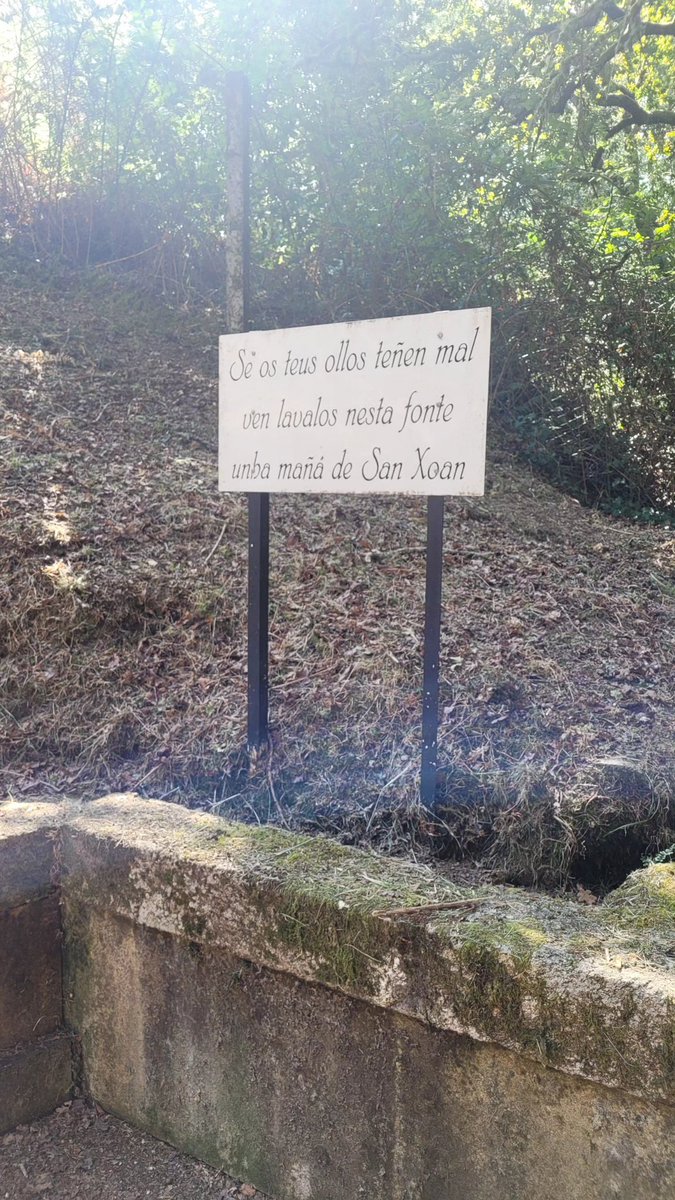 Se os teus ollos teñen mal
ven lavalos nesta fonte
unha mañá de San Xoan